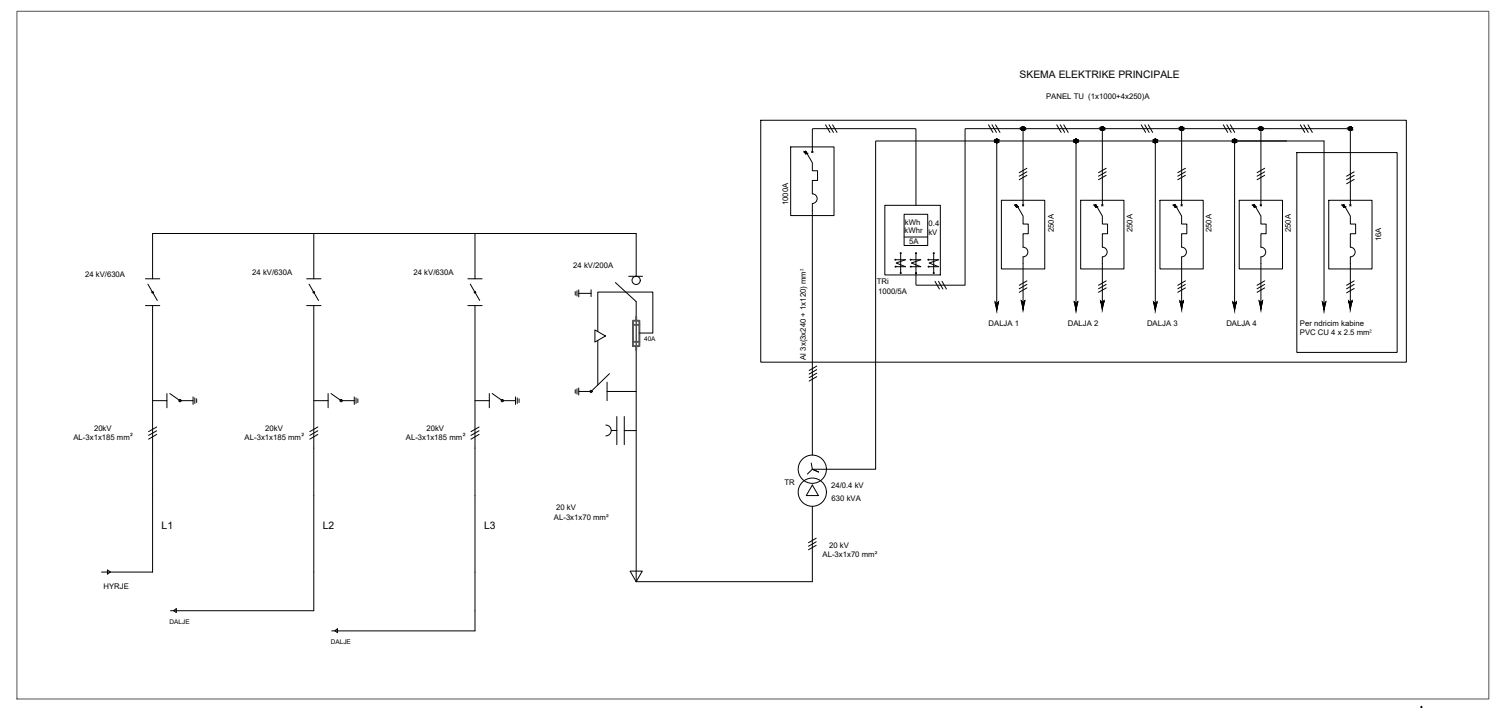 SKEMA ELEKTRIKE PRINCIPALE
PANEL TU (1x1000+4x250)A
1000A
kWh
kWhr
5A
0.4
kV
TRi
1000/5A
250A
250A
250A
250A
16A
DALJA 1
DALJA 2
DALJA 3
DALJA 4
Per ndricim kabine
PVC CU 4 x 2.5 mm²
Al 3x(3x240 + 1x120) mm²
24 kV/630A
24 kV/630A
24 kV/630A
24 kV/200A
40A
20kV
AL-3x1x185 mm²
20kV
AL-3x1x185 mm²
20kV
AL-3x1x185 mm²
20 kV
AL-3x1x70 mm²
TR
24/0.4 kV
630 kVA
20 kV
AL-3x1x70 mm²
L1
L2
L3
HYRJE
DALJE
DALJE